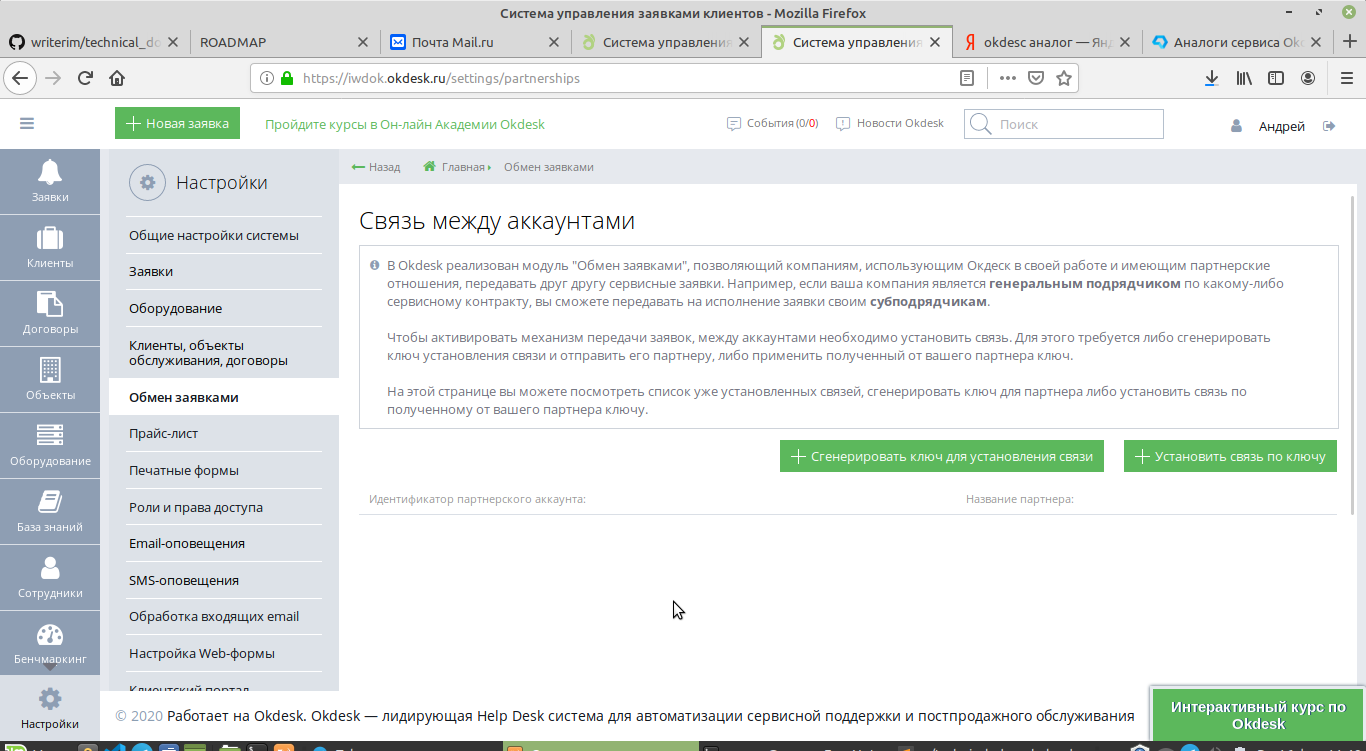 Система управления заявками клиентов - Mozilla Firefox
writerim/technical_do
ROADMAP
Почта Mail.ru
Система управления
Система управления
okdesc аналог — Янд
Аналоги сервиса Okd
https://iwdok.okdesk.ru/settings/partnerships
Новая заявка
Пройдите курсы в Он-лайн Академии Okdesk
События (0/0)
Новости Okdesk
Поиск
Андрей
Заявки
Клиенты
Договоры
Объекты
Оборудование
База знаний
Сотрудники
Бенчмаркинг
Настройки
Настройки
Общие настройки системы
Заявки
Оборудование
Клиенты, объекты
обслуживания, договоры
Обмен заявками
Прайс-лист
Печатные формы
Роли и права доступа
Email-оповещения
SMS-оповещения
Обработка входящих email
Настройка Web-формы
Клиентский портал
Назад
Главная
Обмен заявками
Связь между аккаунтами
В Okdesk реализован модуль "Обмен заявками", позволяющий компаниям, использующим Окдеск в своей работе и имеющим партнерские
отношения, передавать друг другу сервисные заявки. Например, если ваша компания является генеральным подрядчиком по какому-либо
сервисному контракту, вы сможете передавать на исполнение заявки своим субподрядчикам.
Чтобы активировать механизм передачи заявок, между аккаунтами необходимо установить связь. Для этого требуется либо сгенерировать
ключ установления связи и отправить его партнеру, либо применить полученный от вашего партнера ключ.
На этой странице вы можете посмотреть список уже установленных связей, сгенерировать ключ для партнера либо установить связь по
полученному от вашего партнера ключу.
Сгенерировать ключ для установления связи
Установить связь по ключу
Идентификатор партнерского аккаунта:
Название партнера:
© 2020 Работает на Okdesk. Okdesk — лидирующая Help Desk система для автоматизации сервисной поддержки и постпродажного обслуживания
Интерактивный курс по
Okdesk